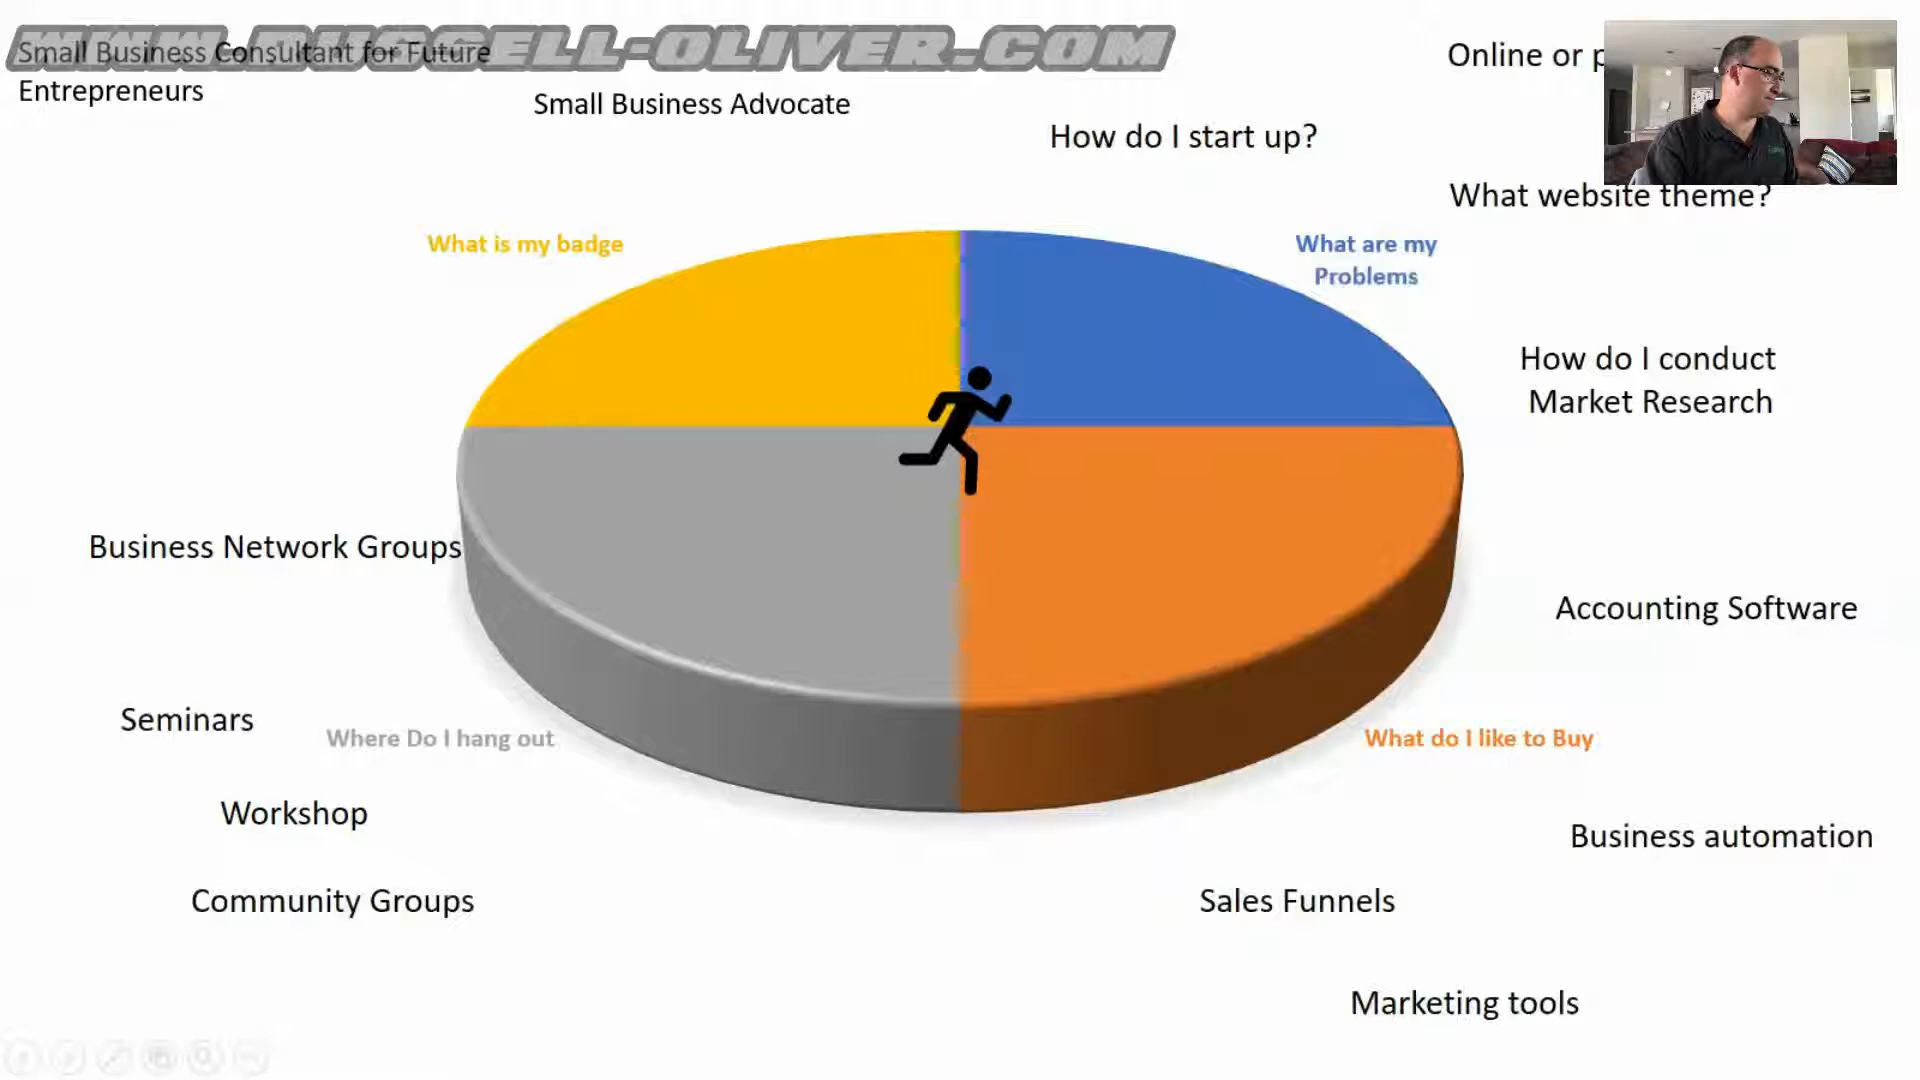 WWW.RUSSELL-OLIVER.COM
Small Business Consultant for Future
Entrepreneurs
Small Business Advocate
Online or
How do I start up?
What website theme?
What is my badge
What are my
Problems
How do I conduct
Market Research
Business Network Groups
Accounting Software
Seminars
Where Do I hang out
What do I like to Buy
Workshop
Business automation
Community Groups
Sales Funnels
Marketing tools